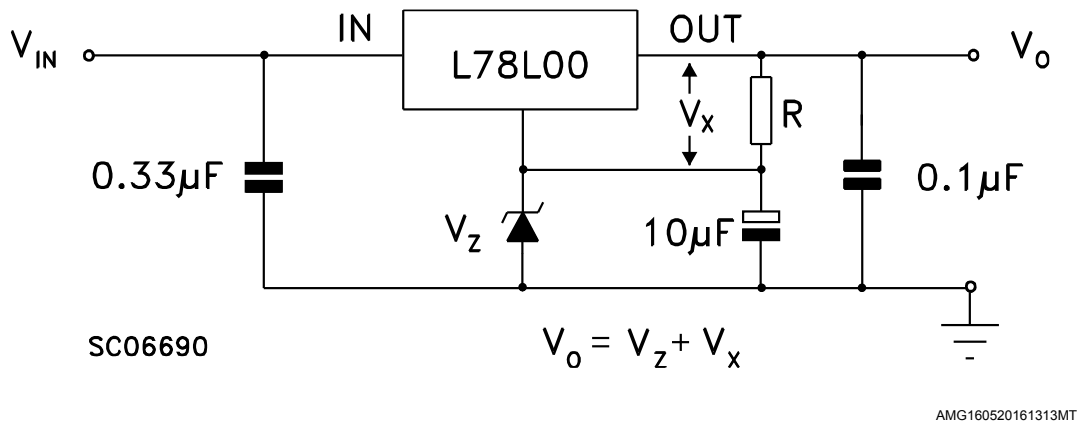 V_IN
IN
L78L00
OUT
V_O
V_X
R
0.33µF
V_Z
10µF
0.1µF
SC06690
V_O = V_Z + V_X
AMG160520161313MT